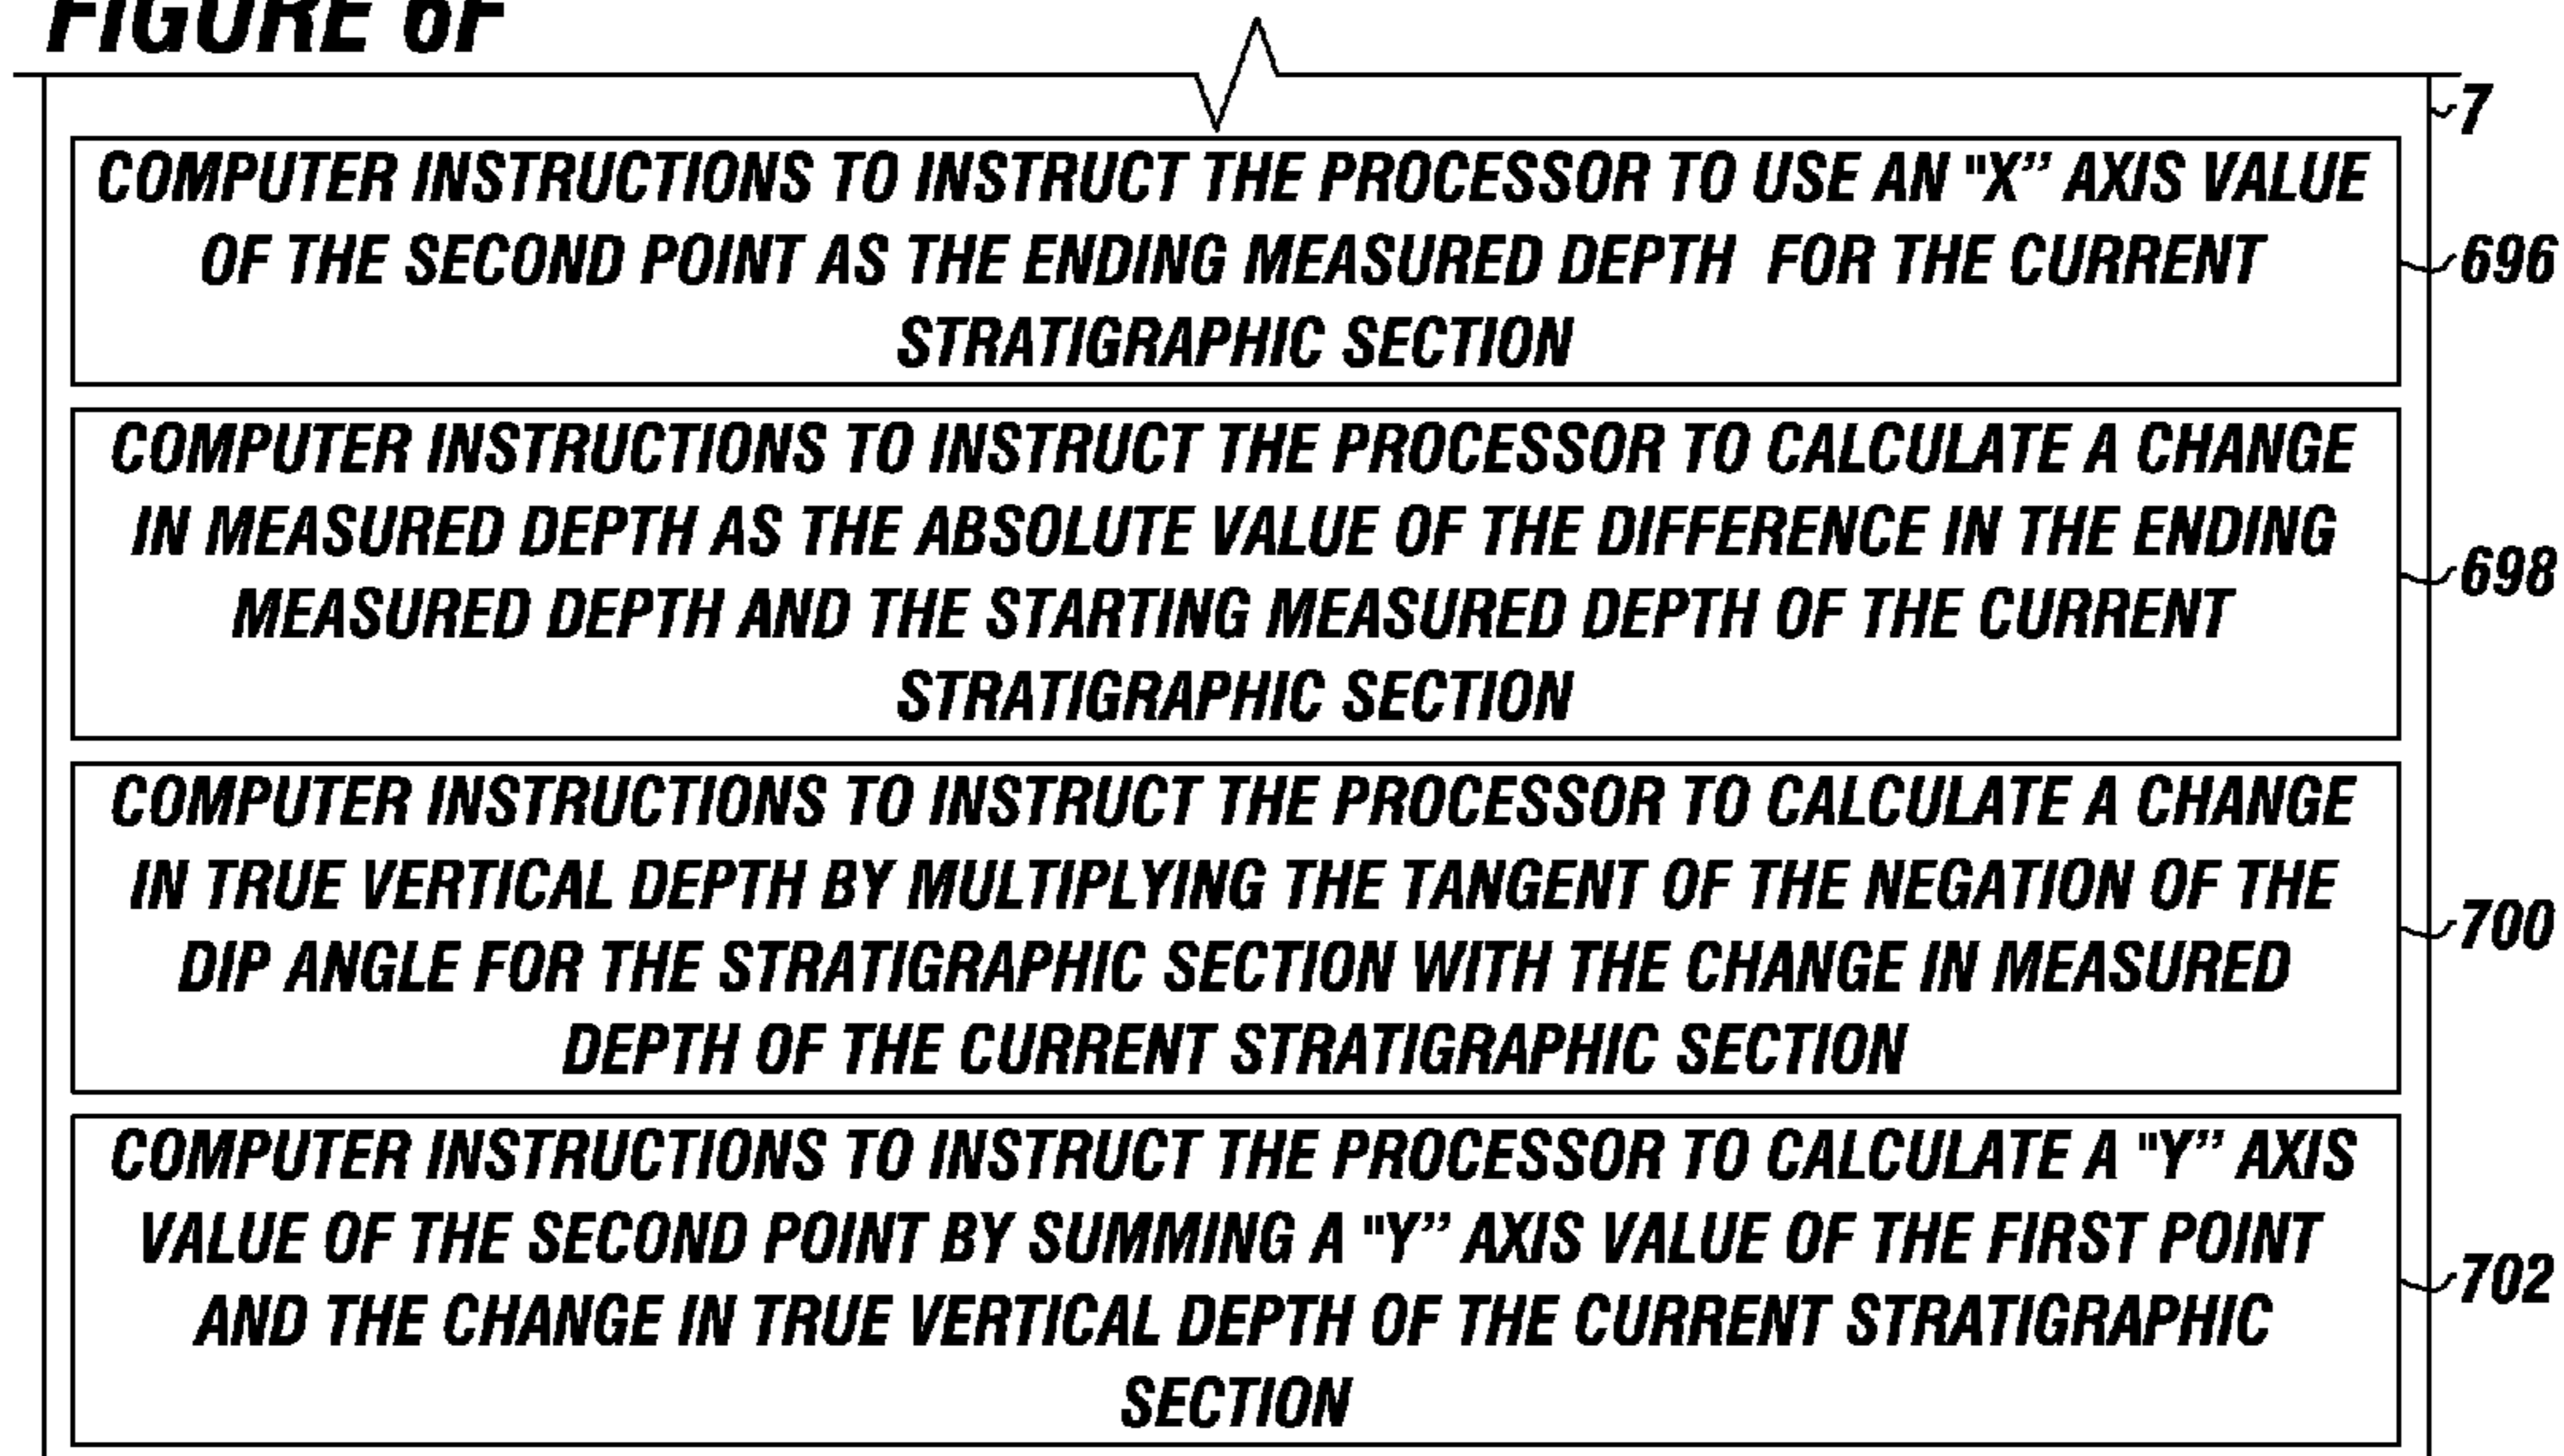 FIGURE 6F
7
COMPUTER INSTRUCTIONS TO INSTRUCT THE PROCESSOR TO USE AN "X” AXIS VALUE
OF THE SECOND POINT AS THE ENDING MEASURED DEPTH FOR THE CURRENT
STRATIGRAPHIC SECTION
696
COMPUTER INSTRUCTIONS TO INSTRUCT THE PROCESSOR TO CALCULATE A CHANGE
IN MEASURED DEPTH AS THE ABSOLUTE VALUE OF THE DIFFERENCE IN THE ENDING
MEASURED DEPTH AND THE STARTING MEASURED DEPTH OF THE CURRENT
STRATIGRAPHIC SECTION
698
COMPUTER INSTRUCTIONS TO INSTRUCT THE PROCESSOR TO CALCULATE A CHANGE
IN TRUE VERTICAL DEPTH BY MULTIPLYING THE TANGENT OF THE NEGATION OF THE
DIP ANGLE FOR THE STRATIGRAPHIC SECTION WITH THE CHANGE IN MEASURED
DEPTH OF THE CURRENT STRATIGRAPHIC SECTION
700
COMPUTER INSTRUCTIONS TO INSTRUCT THE PROCESSOR TO CALCULATE A "Y” AXIS
VALUE OF THE SECOND POINT BY SUMMING A "Y” AXIS VALUE OF THE FIRST POINT
AND THE CHANGE IN TRUE VERTICAL DEPTH OF THE CURRENT STRATIGRAPHIC
SECTION
702